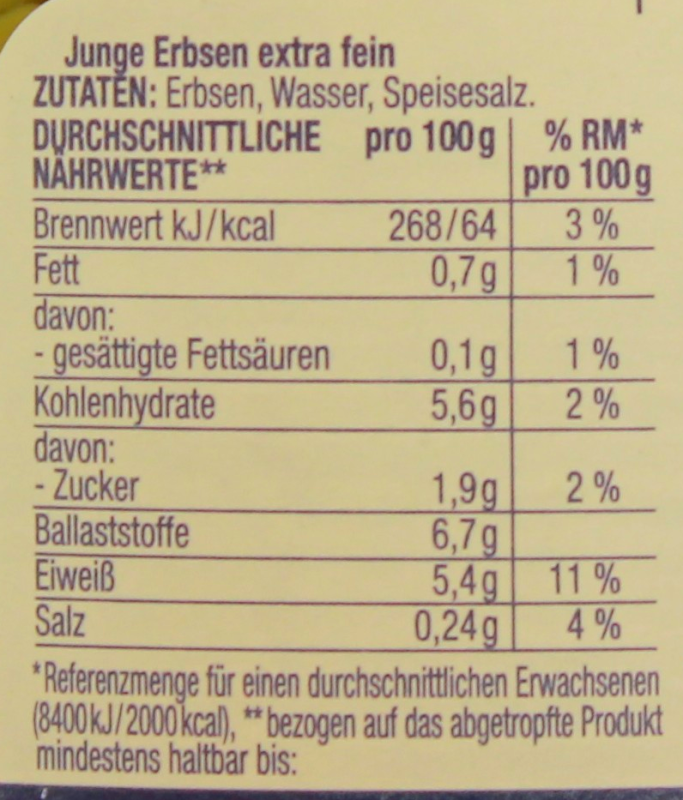 Junge Erbsen extra fein
ZUTATEN: Erbsen, Wasser, Speisesalz.
DURCHSCHNITTLICHE pro 100g % RM*
NÄHRWERTE** pro 100g
Brennwert kJ/kcal 268/64 3 %
Fett 0,7g 1 %
davon:
- gesättigte Fettsäuren 0,1g 1 %
Kohlenhydrate 5,6g 2 %
davon:
- Zucker 1,9g 2 %
Ballaststoffe 6,7g
Eiweiß 5,4g 11 %
Salz 0,24g 4 %
*Referenzmenge für einen durchschnittlichen Erwachsenen
(8400kJ/2000kcal), **bezogen auf das abgetropfte Produkt
mindestens haltbar bis: